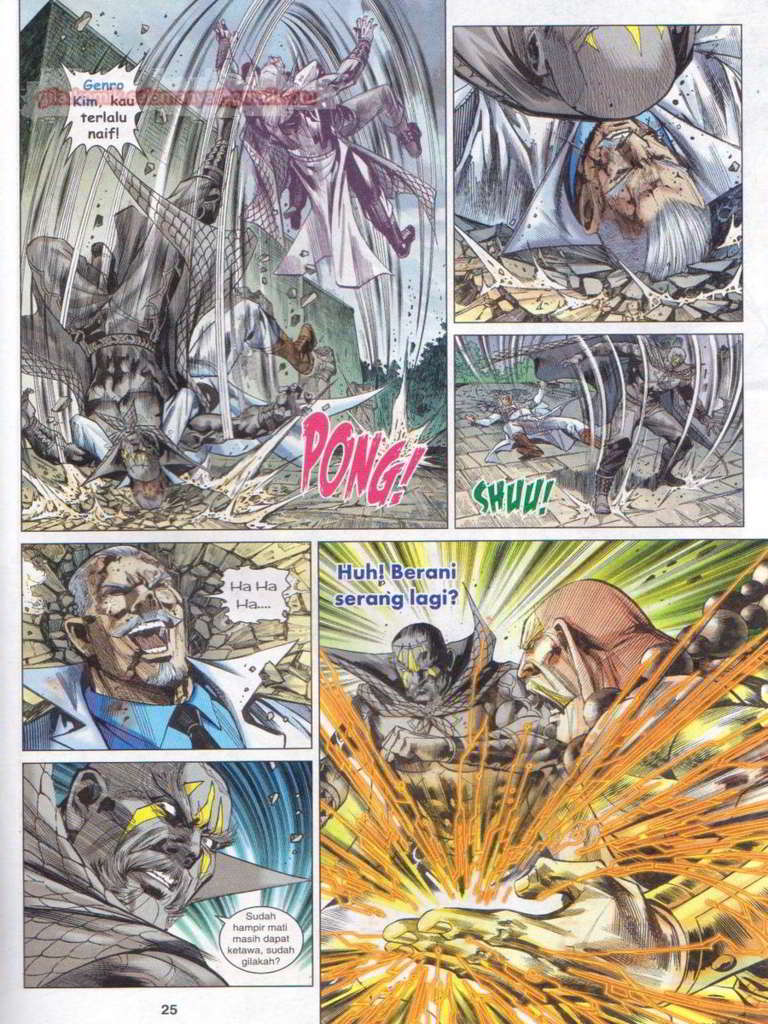 Genro
Kim, kau
terlalu
naif!
PONG!
SHUU!
Ha Ha
Ha....
Huh! Berani
serang lagi?
Sudah
hampir mati
masih dapat
ketawa, sudah
gilakah?
25